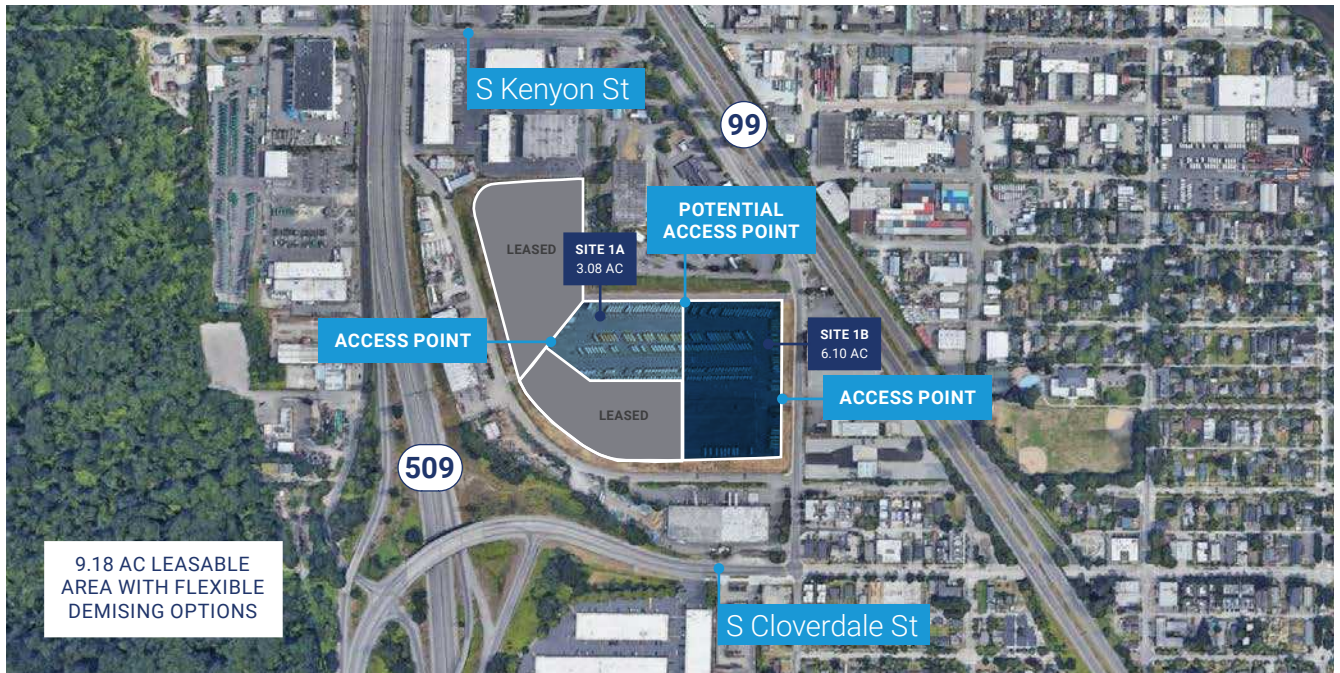 S Kenyon St
99
POTENTIAL
ACCESS POINT
LEASED
SITE 1A
3.08 AC
ACCESS POINT
SITE 1B
6.10 AC
ACCESS POINT
LEASED
509
9.18 AC LEASABLE
AREA WITH FLEXIBLE
DEMISING OPTIONS
S Cloverdale St